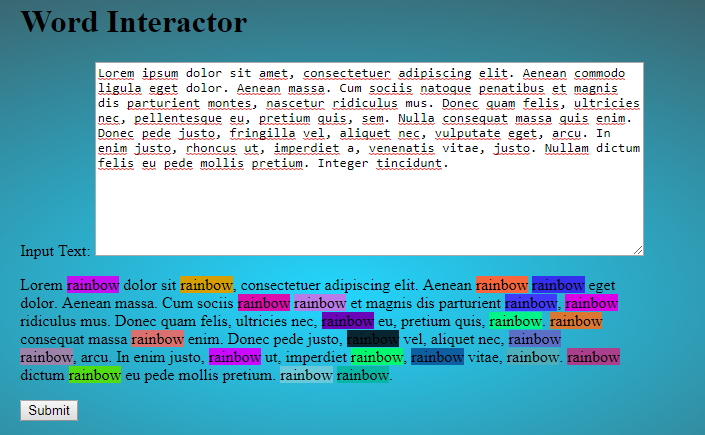 Word Interactor
Lorem ipsum dolor sit amet, consectetuer adipiscing elit. Aenean commodo
ligula eget dolor. Aenean massa. Cum sociis natoque penatibus et magnis
dis parturient montes, nascetur ridiculus mus. Donec quam felis, ultricies
nec, pellentesque eu, pretium quis, sem. Nulla consequat massa quis enim.
Donec pede justo, fringilla vel, aliquet nec, vulputate eget, arcu. In
enim justo, rhoncus ut, imperdiet a, venenatis vitae, justo. Nullam dictum
felis eu pede mollis pretium. Integer tincidunt.
Input Text:
Lorem rainbow dolor sit rainbow, consectetuer adipiscing elit. Aenean rainbow rainbow eget
dolor. Aenean massa. Cum sociis rainbow rainbow et magnis dis parturient rainbow, rainbow
ridiculus mus. Donec quam felis, ultricies nec, rainbow eu, pretium quis, rainbow. rainbow
consequat massa rainbow enim. Donec pede justo, rainbow vel, aliquet nec, rainbow
rainbow, arcu. In enim justo, rainbow ut, imperdiet rainbow, rainbow vitae, rainbow. rainbow
dictum rainbow eu pede mollis pretium. rainbow rainbow.
Submit